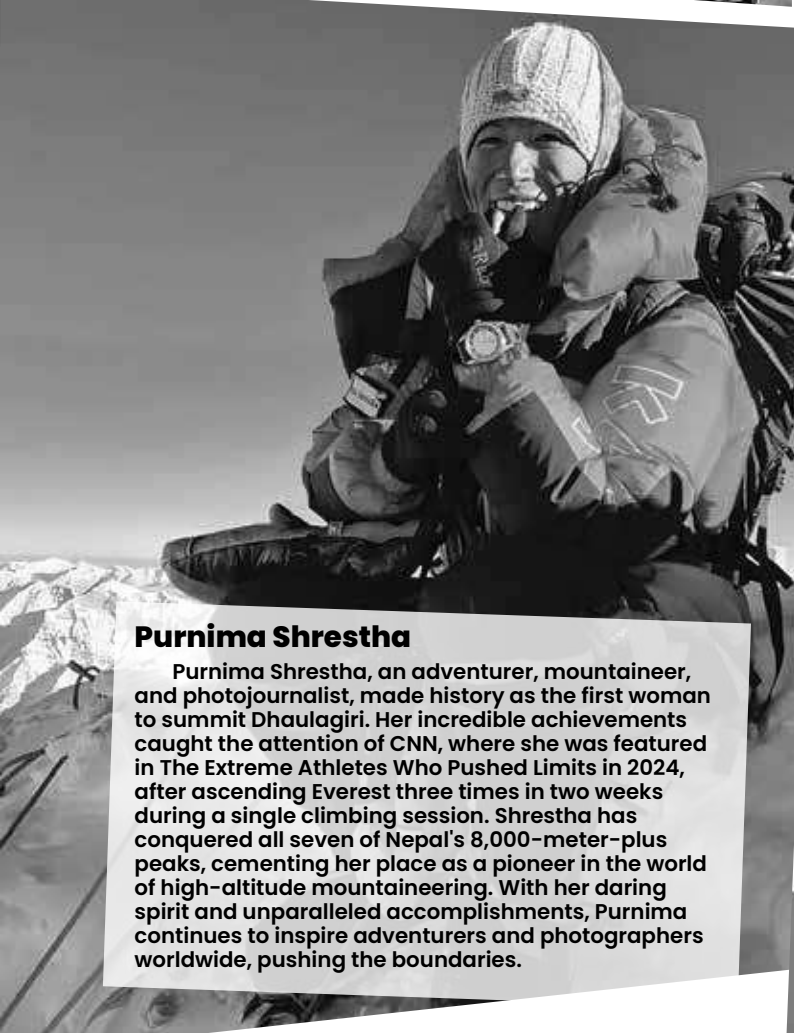 Purnima Shrestha
Purnima Shrestha, an adventurer, mountaineer,
and photojournalist, made history as the first woman
to summit Dhaulagiri. Her incredible achievements
caught the attention of CNN, where she was featured
in The Extreme Athletes Who Pushed Limits in 2024,
after ascending Everest three times in two weeks
during a single climbing session. Shrestha has
conquered all seven of Nepal's 8,000-meter-plus
peaks, cementing her place as a pioneer in the world
of high-altitude mountaineering. With her daring
spirit and unparalleled accomplishments, Purnima
continues to inspire adventurers and photographers
worldwide, pushing the boundaries.